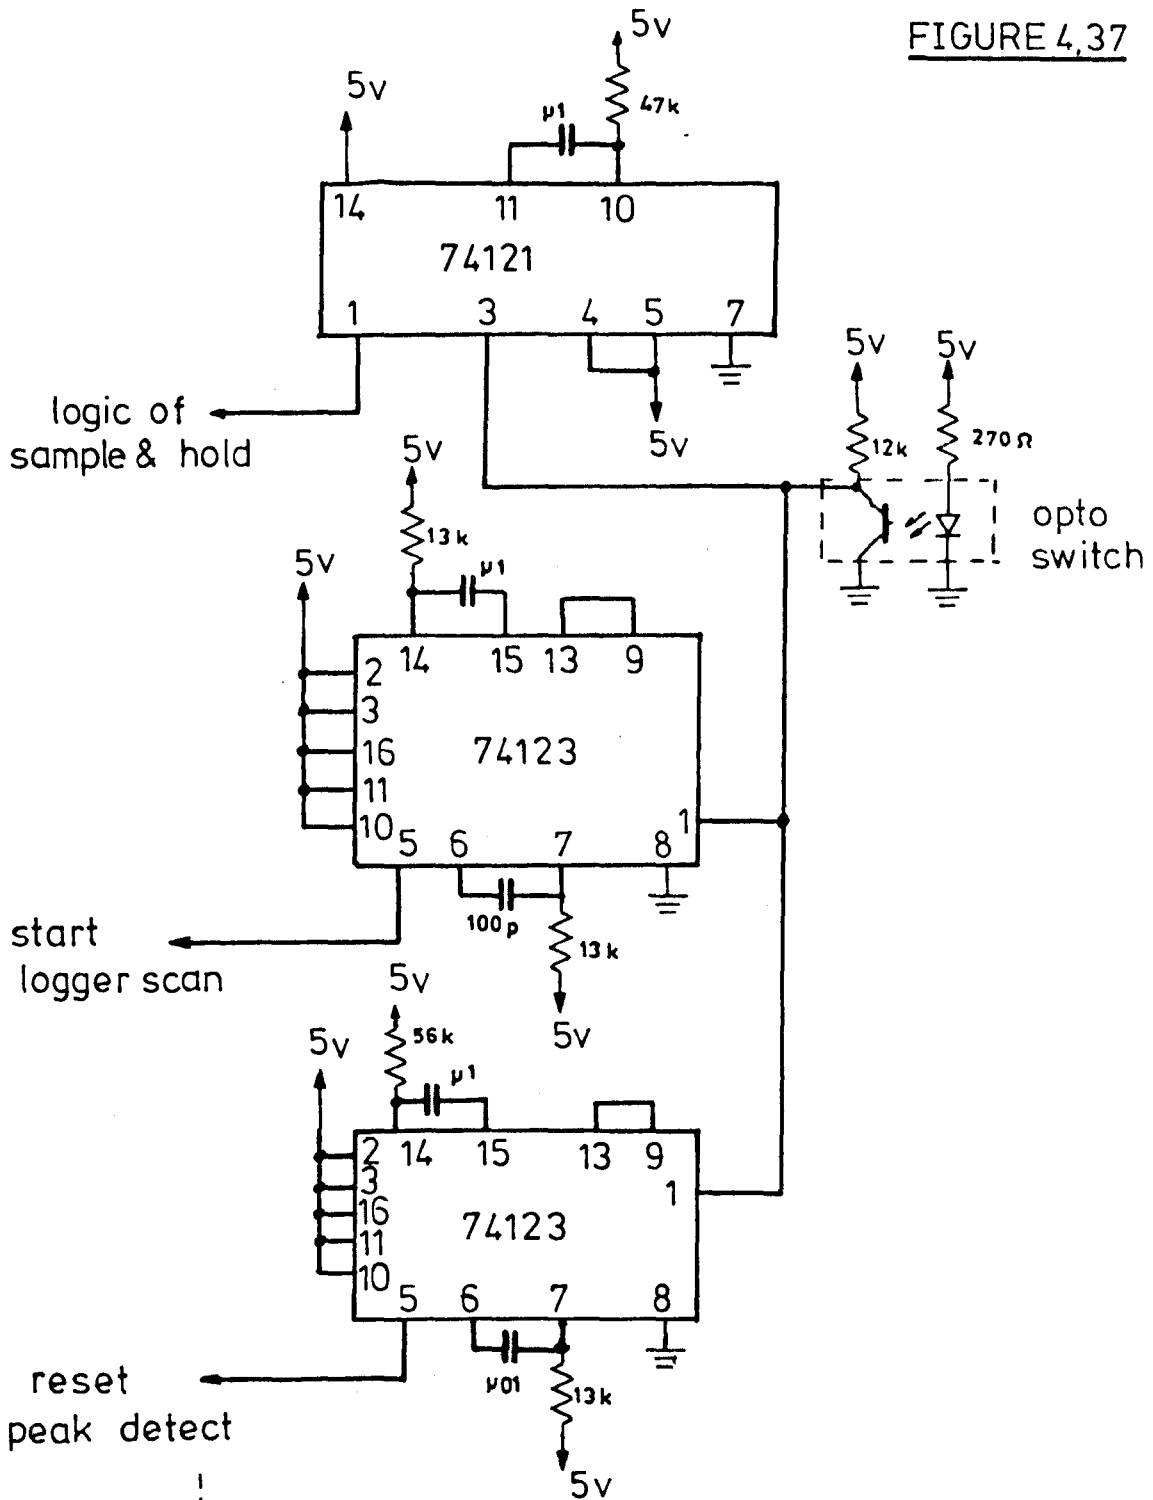 FIGURE 4,37
5v
47k
5v
µ1
14 11 10
74121
1 3 4 5 7
logic of
sample & hold
5v
5v
5v
12k
270Ω
opto
switch
5v
13k
µ1
5v
14 15 13 9
2
3
16
11
10
74123
1
5 6 7 8
100p
13k
5v
start
logger scan
5v
56k
µ1
5v
14 15 13 9
2
3
16
11
10
74123
1
5 6 7 8
µ01
13k
5v
reset
peak detect